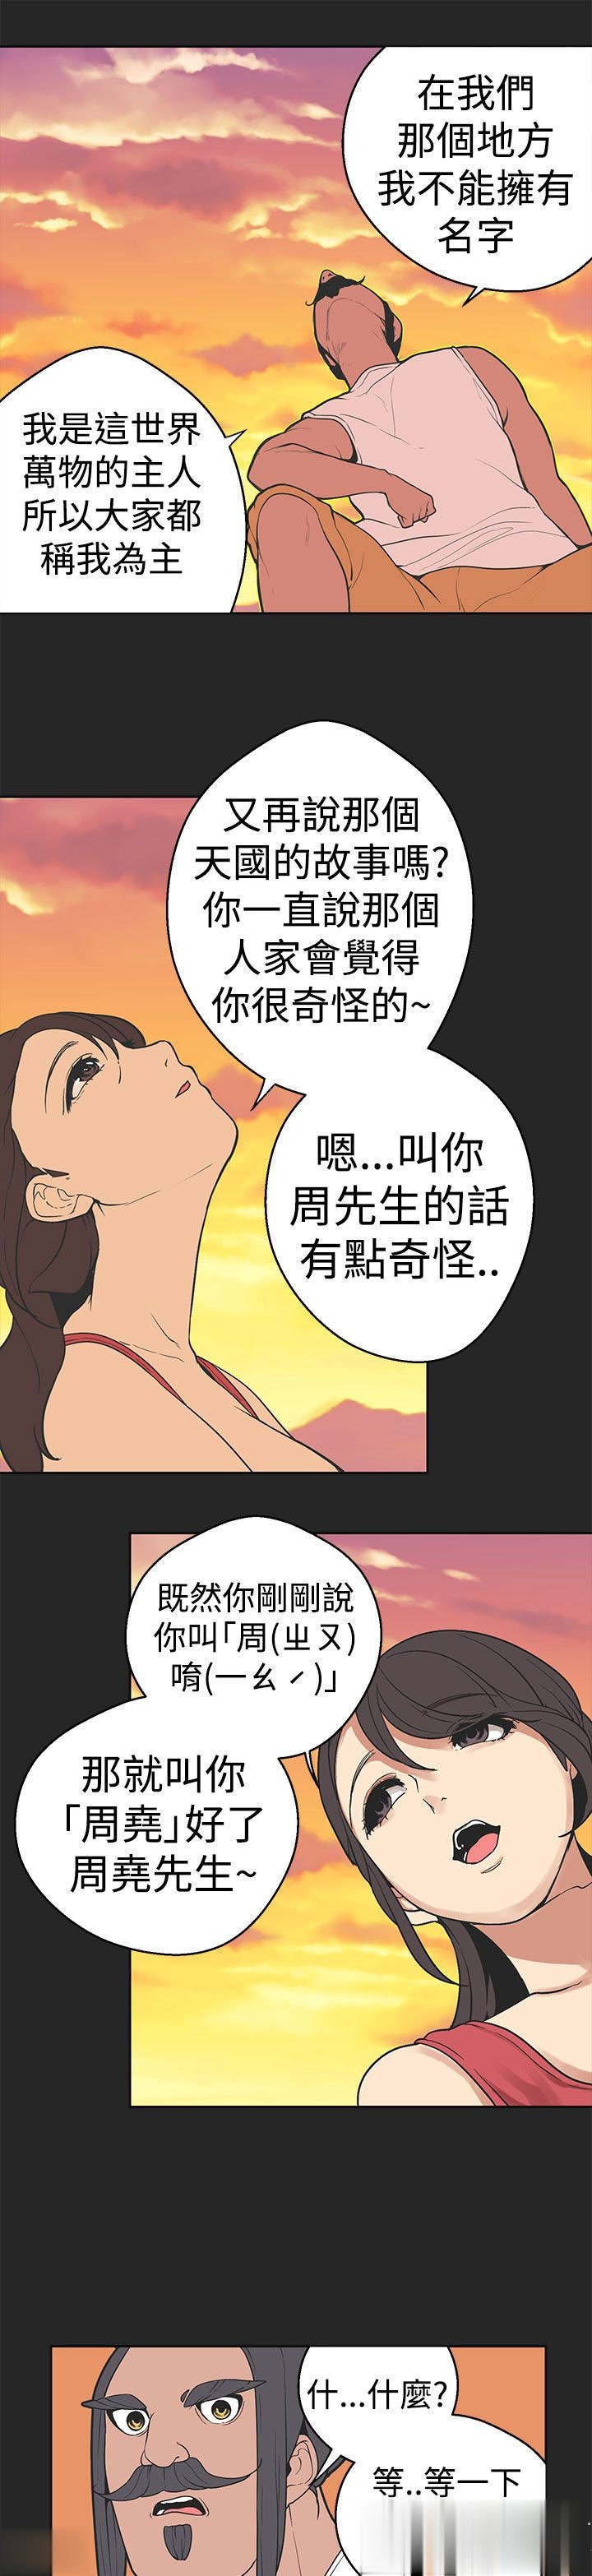 在我們
那個地方
我不能擁有
名字
我是這世界
萬物的主人
所以大家都
稱我為主
又再說那個
天國的故事嗎?
你一直說那個
人家會覺得
你很奇怪的~
嗯...叫你
周先生的話
有點奇怪..
既然你剛剛說
你叫「周(ㄓㄡ)
唷(ㄧㄠˊ)」
那就叫你
「周堯」好了
周堯先生~
什...什麼?
等..等一下